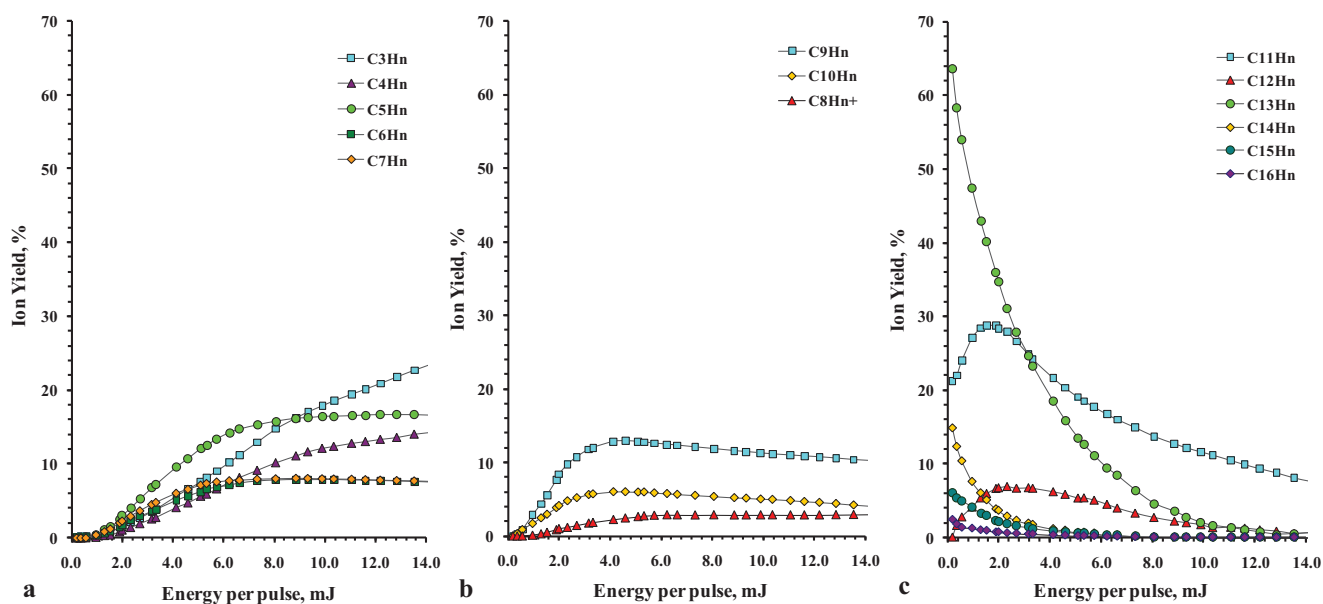 70
60
50
40
30
20
10
0
0.0 2.0 4.0 6.0 8.0 10.0 12.0 14.0
Ion Yield, %
Energy per pulse, mJ
C3Hn
C4Hn
C5Hn
C6Hn
C7Hn
a
70
60
50
40
30
20
10
0
0.0 2.0 4.0 6.0 8.0 10.0 12.0 14.0
Ion Yield, %
Energy per pulse, mJ
C9Hn
C10Hn
C8Hn+
b
70
60
50
40
30
20
10
0
0.0 2.0 4.0 6.0 8.0 10.0 12.0 14.0
Ion Yield, %
Energy per pulse, mJ
C11Hn
C12Hn
C13Hn
C14Hn
C15Hn
C16Hn
c